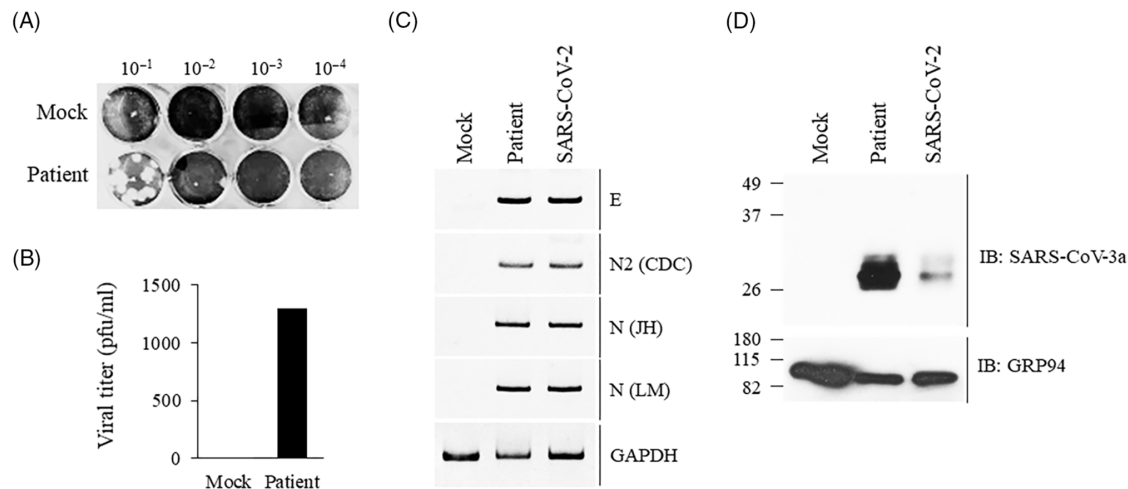 (A)
10⁻¹ 10⁻² 10⁻³ 10⁻⁴
Mock
Patient
(B)
Viral titer (pfu/ml)
1500
1000
500
0
Mock Patient
(C)
Mock
Patient
SARS-CoV-2
E
N2 (CDC)
N (JH)
N (LM)
GAPDH
(D)
Mock
Patient
SARS-CoV-2
49
37
26
IB: SARS-CoV-3a
180
115
82
IB: GRP94